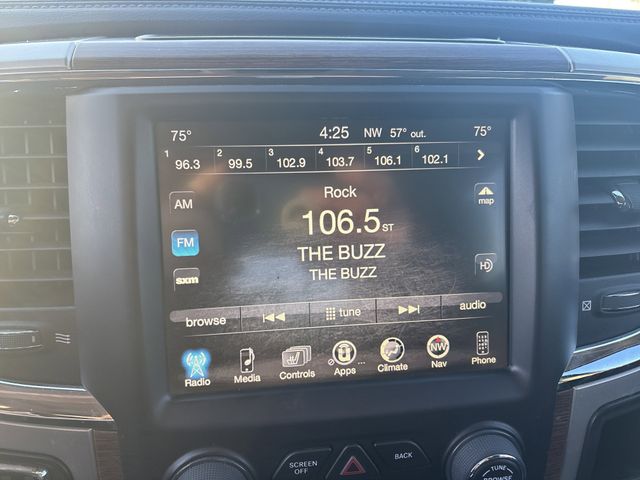 75° 4:25 NW 57° out. 75°
1 96.3 2 99.5 3 102.9 4 103.7 5 106.1 6 102.1
AM
FM
sxm
Rock
106.5 ST
THE BUZZ
THE BUZZ
map
HD
browse tune audio
Radio Media Controls Apps Climate NW Nav Phone
SCREEN OFF
BACK
TUNE
BROWSE